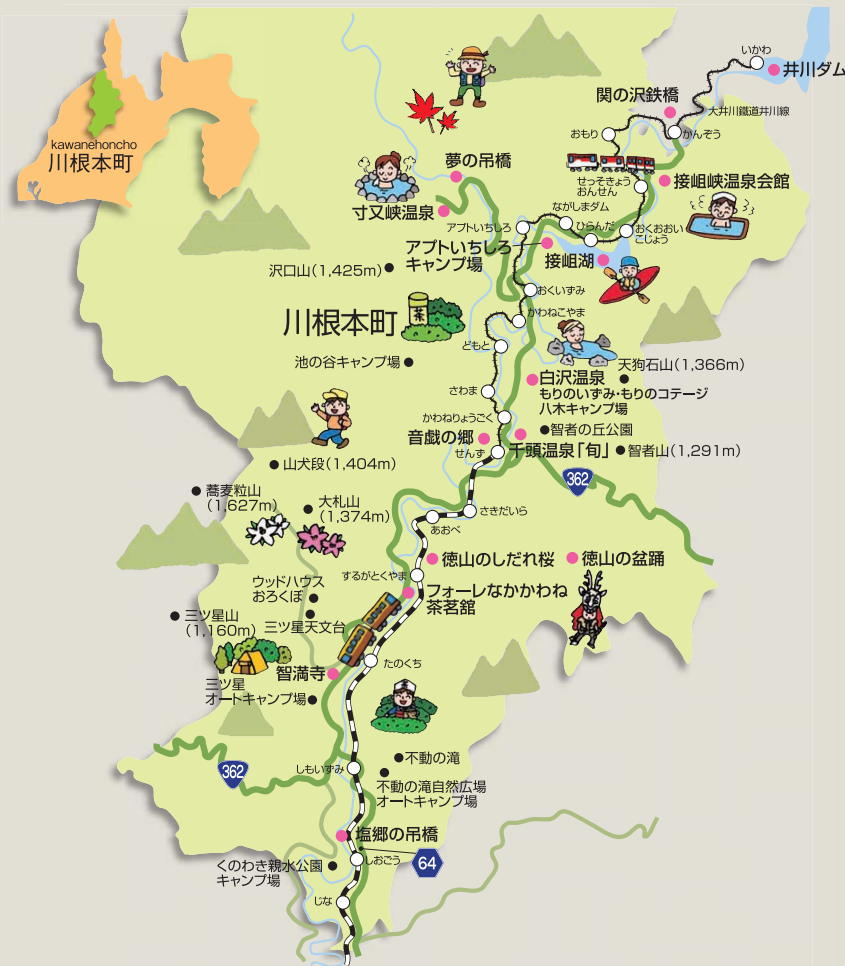 いかわ
井川ダム
関の沢鉄橋
大井川鐵道井川線
おもり
かんぞう
kawanehoncho
川根本町
夢の吊橋
せっそきょう
おんせん
接岨峡温泉会館
寸又峡温泉
ながしまダム
アプトいちしろ
ひらんだ
おくおおい
こじょう
アプトいちしろ
キャンプ場
接岨湖
沢口山(1,425m)
おくいずみ
川根本町
茶
かわねこやま
どもと
池の谷キャンプ場
天狗石山(1,366m)
白沢温泉
もりのいずみ・もりのコテージ
八木キャンプ場
さわま
かわねりょうごく
智者の丘公園
音戯の郷
せんず
千頭温泉「旬」
智者山(1,291m)
山犬段(1,404m)
362
蕎麦粒山
(1,627m)
大札山
(1,374m)
さきだいら
あおべ
徳山のしだれ桜
徳山の盆踊
するがとくやま
ウッドハウス
おろくぼ
フォーレなかかわね
茶茗館
三ツ星山
(1,160m)
三ツ星天文台
たのくち
智満寺
三ツ星
オートキャンプ場
不動の滝
しもいずみ
362
不動の滝自然広場
オートキャンプ場
塩郷の吊橋
しおごう
64
くのわき親水公園
キャンプ場
じな